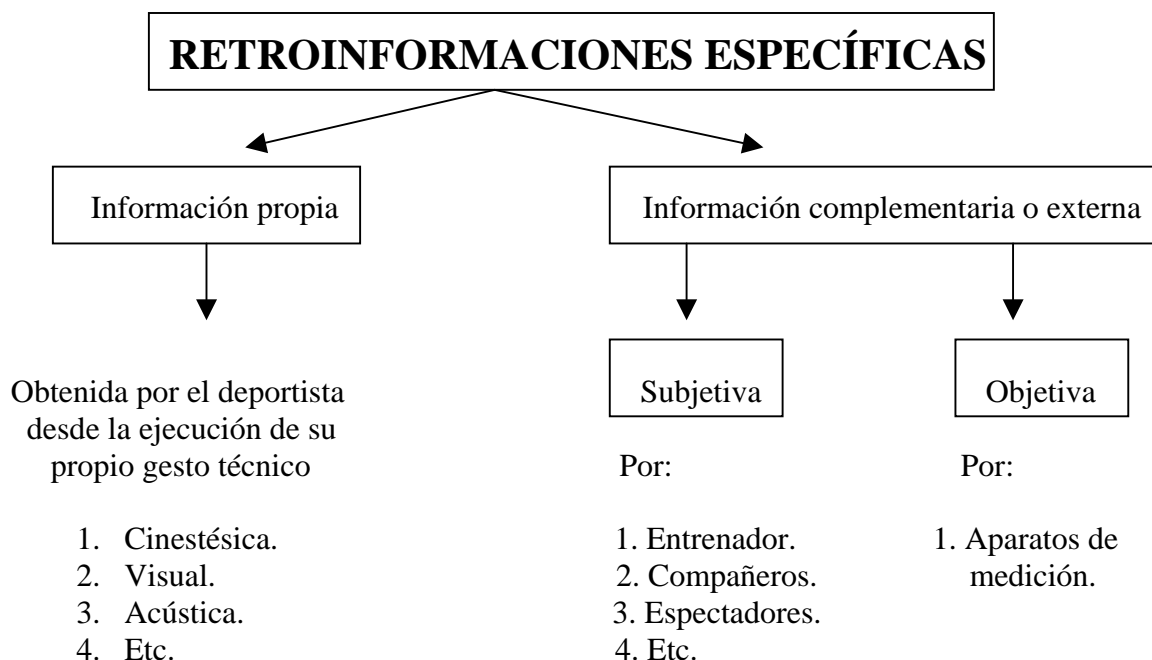 RETROINFORMACIONES ESPECÍFICAS
Información propia
Información complementaria o externa
Obtenida por el deportista
desde la ejecución de su
propio gesto técnico
1. Cinestésica.
2. Visual.
3. Acústica.
4. Etc.
Subjetiva
Por:
1. Entrenador.
2. Compañeros.
3. Espectadores.
4. Etc.
Objetiva
Por:
1. Aparatos de
medición.